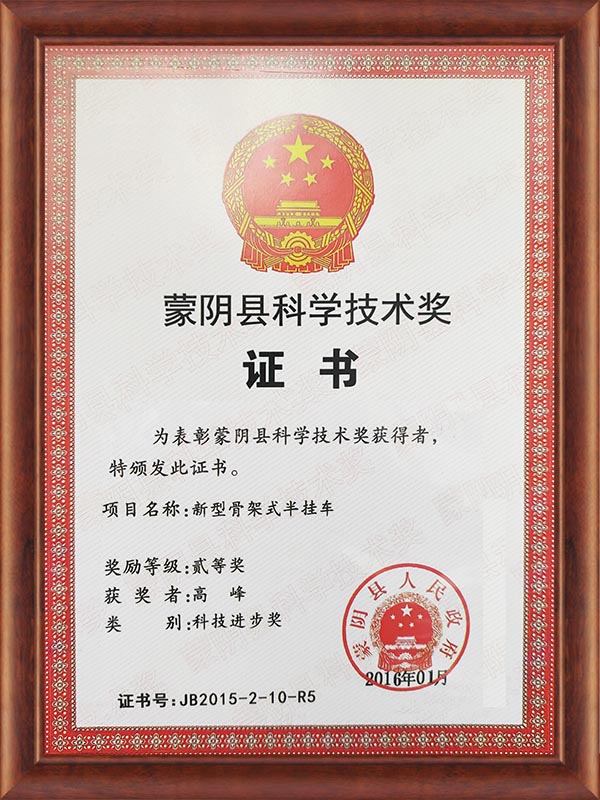 蒙阴县科学技术奖
证书
为表彰蒙阴县科学技术奖获得者，
特颁发此证书。
项目名称：新型骨架式半挂车
奖励等级：贰等奖
获奖者：高峰
类别：科技进步奖
蒙阴县人民政府
2016年01月
证书号：JB2015-2-10-R5